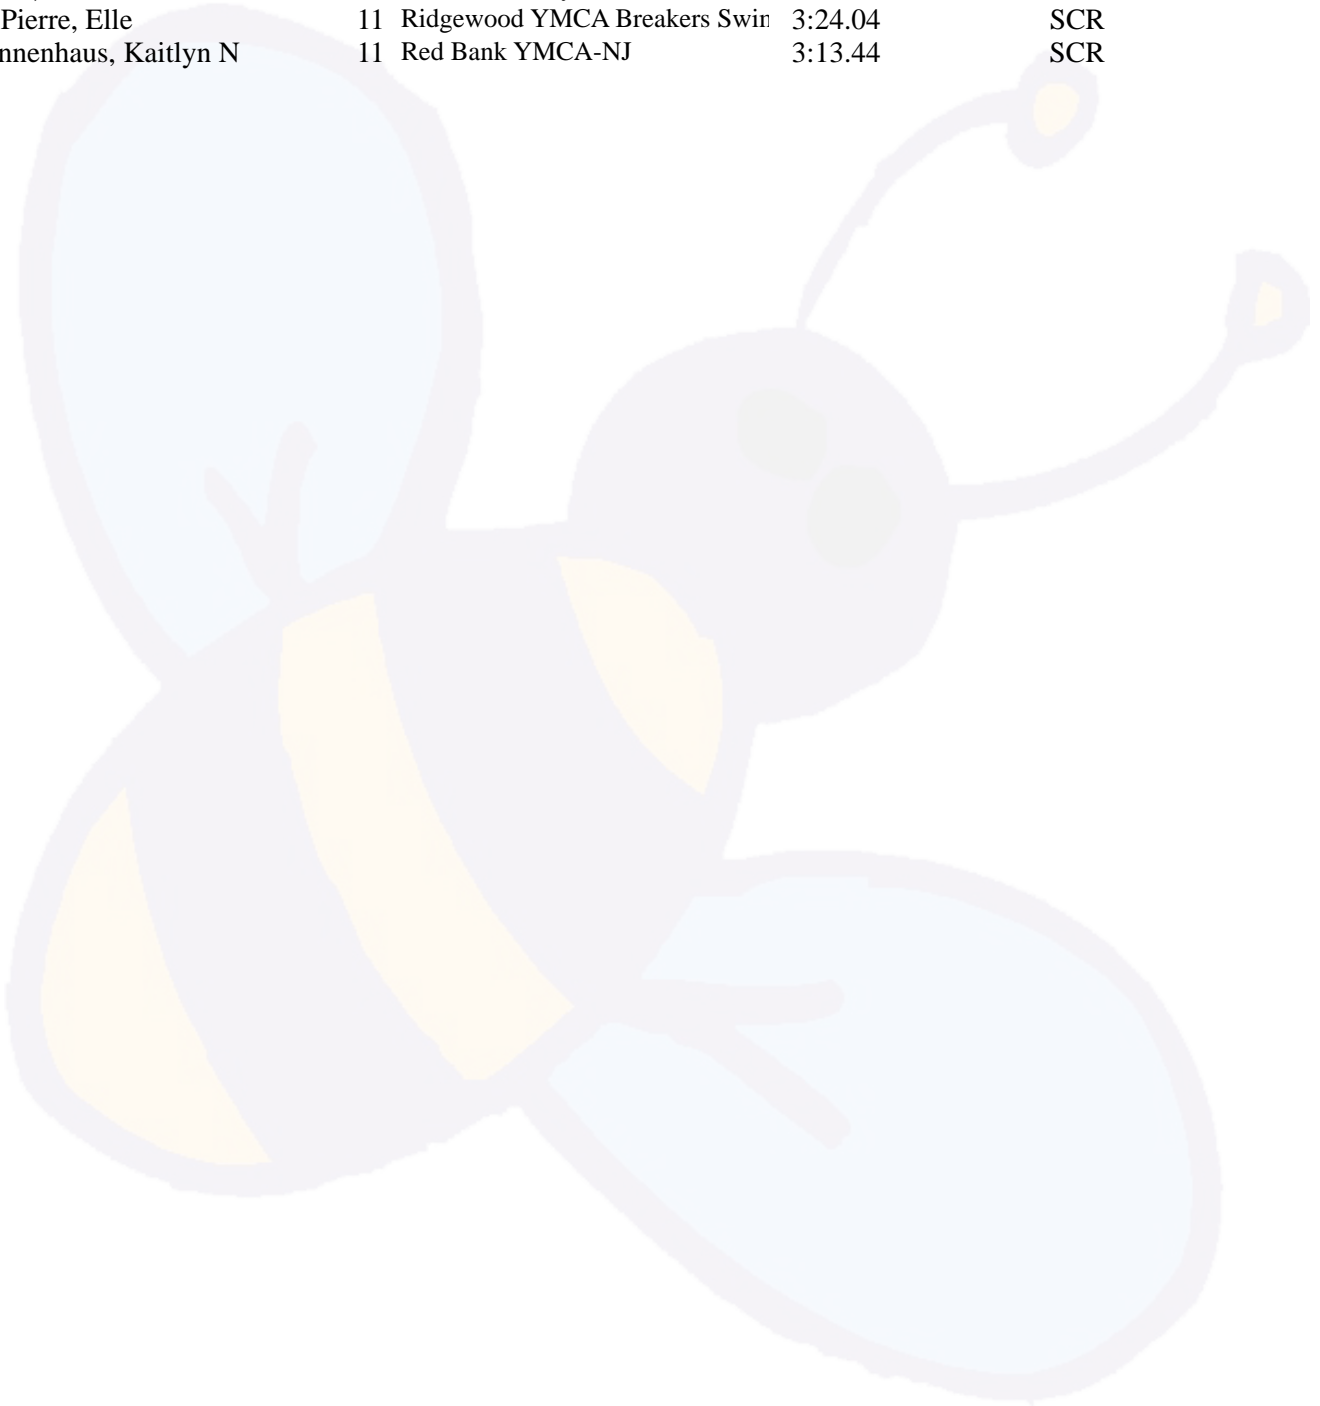 Pierre, Elle 11 Ridgewood YMCA Breakers Swin 3:24.04 SCR
nnenhaus, Kaitlyn N 11 Red Bank YMCA-NJ 3:13.44 SCR